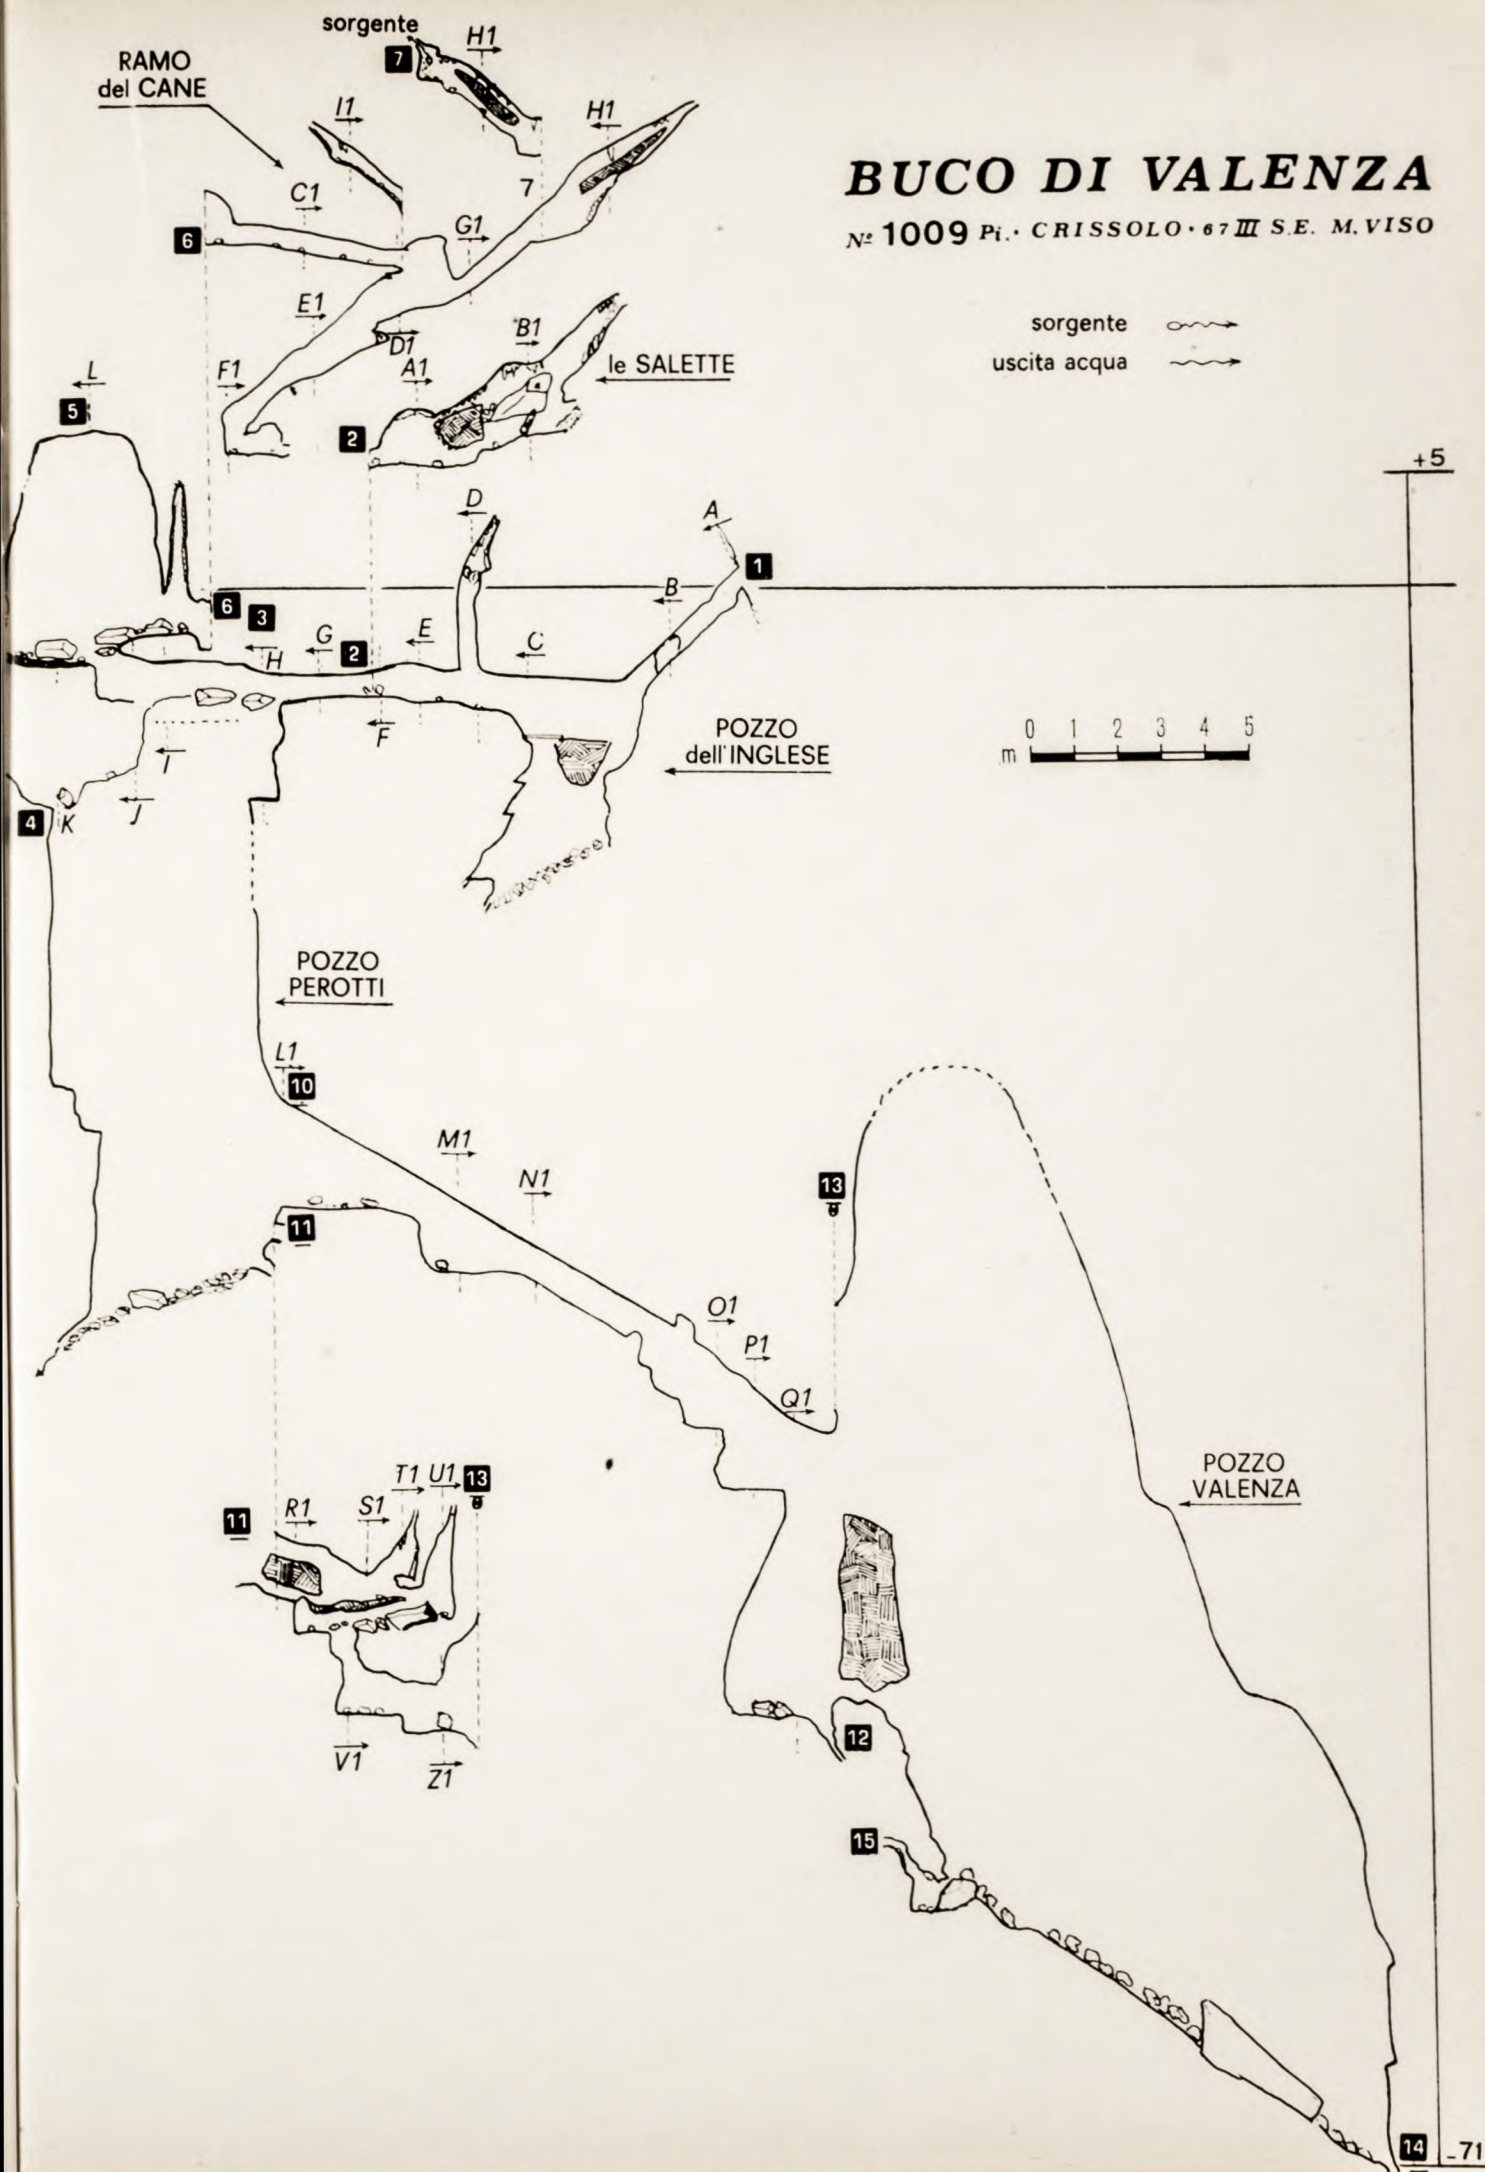 sorgente
H1
7
RAMO
del CANE
I1
H1
BUCO DI VALENZA
7
C1
Nº 1009 Pi.· CRISSOLO · 67 III S.E. M. VISO
G1
6
E1
sorgente
B1
D1
uscita acqua
L
F1
A1
le SALETTE
5
2
+5
D
A
1
B
6
3
G
2
E
C
H
F
POZZO
dell'INGLESE
0 1 2 3 4 5
m
I
J
4
K
POZZO
PEROTTI
L1
10
M1
N1
13
11
O1
P1
Q1
POZZO
VALENZA
T1
U1
13
R1
S1
11
12
V1
Z1
15
14
-71